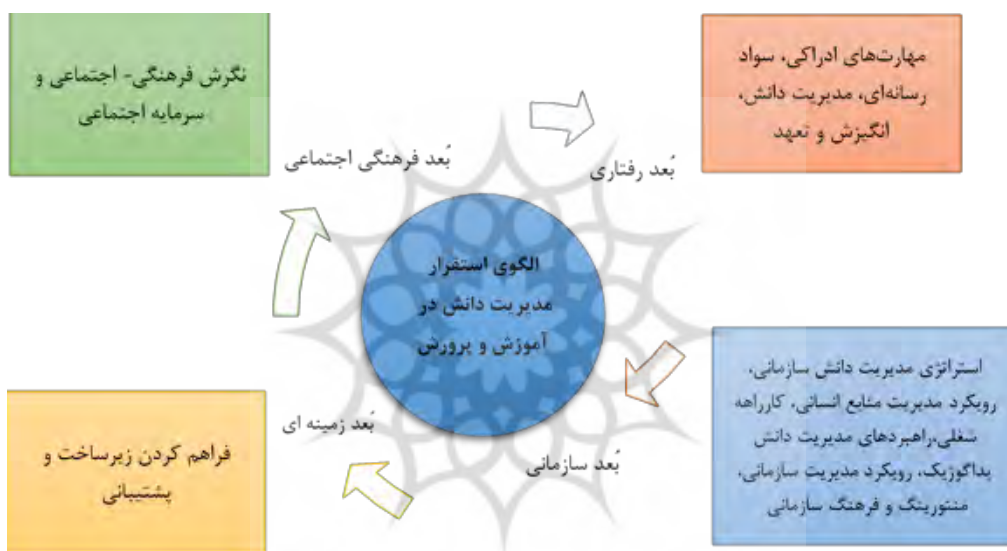 مهارت‌های ادراکی، سواد
رسانه‌ای، مدیریت دانش،
انگیزش و تعهد
نگرش فرهنگی- اجتماعی و
سرمایه اجتماعی
بُعد رفتاری
بُعد فرهنگی اجتماعی
الگوی استقرار
مدیریت دانش در
آموزش و پرورش
استراتژی مدیریت دانش سازمانی،
رویکرد مدیریت منابع انسانی، کارراهه
شغلی،راهبردهای مدیریت دانش
پداگوژیک، رویکرد مدیریت سازمانی،
منتورینگ و فرهنگ سازمانی
بُعد سازمانی
بُعد زمینه ای
فراهم کردن زیرساخت و
پشتیبانی